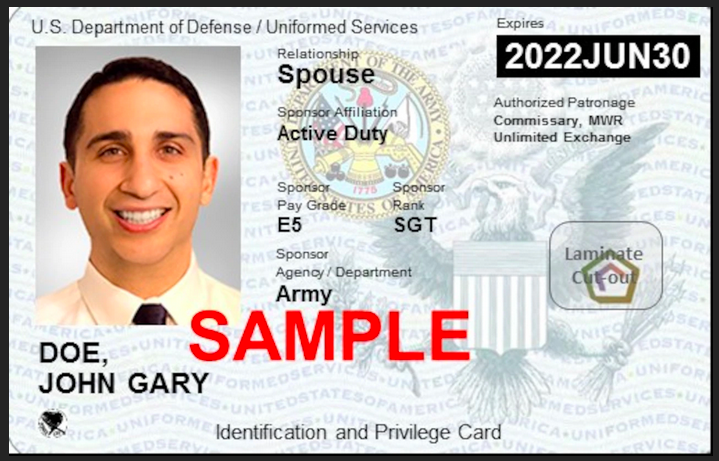 U.S. Department of Defense / Uniformed Services
Expires
2022JUN30
Relationship
Spouse
Sponsor Affiliation
Active Duty
Authorized Patronage
Commissary, MWR
Unlimited Exchange
Sponsor
Pay Grade
E5
Sponsor
Rank
SGT
Sponsor
Agency / Department
Army
Laminate
Cut-out
SAMPLE
DOE,
JOHN GARY
Identification and Privilege Card
1775